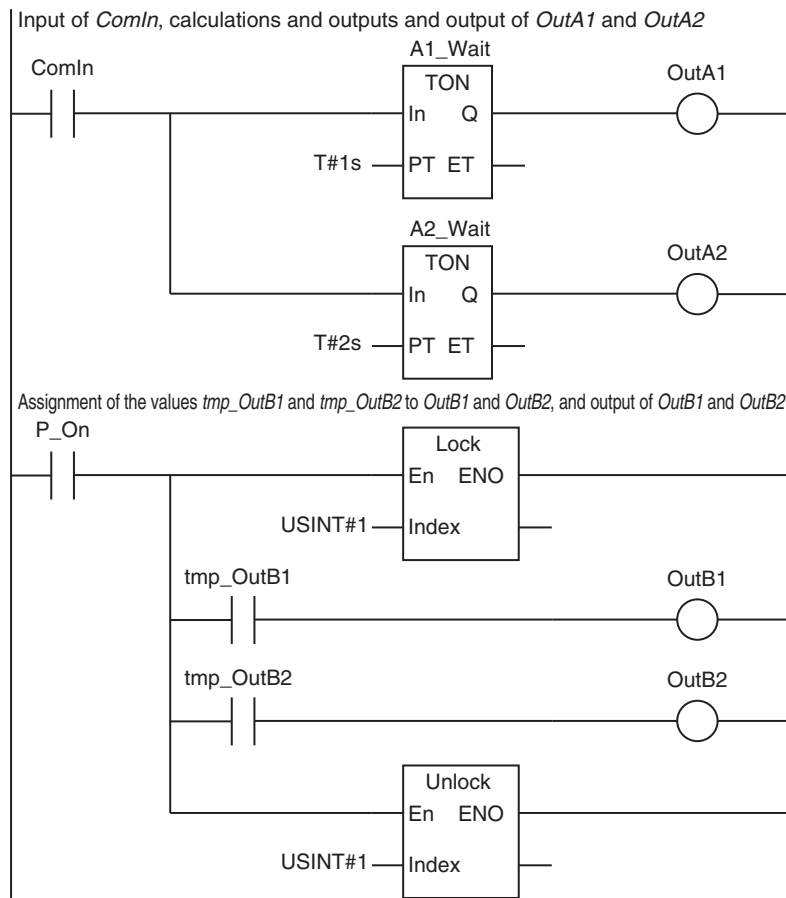 Input of ComIn, calculations and outputs and output of OutA1 and OutA2
A1_Wait
ComIn
TON
OutA1
In Q
T#1s
PT ET
A2_Wait
TON
OutA2
In Q
T#2s
PT ET
Assignment of the values tmp_OutB1 and tmp_OutB2 to OutB1 and OutB2, and output of OutB1 and OutB2
P_On
Lock
En ENO
USINT#1
Index
tmp_OutB1
OutB1
tmp_OutB2
OutB2
Unlock
En ENO
USINT#1
Index